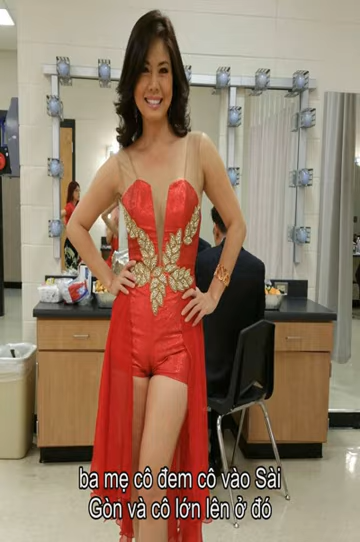 ba mẹ cô đem cô vào Sài
Gòn và cô lớn lên ở đó